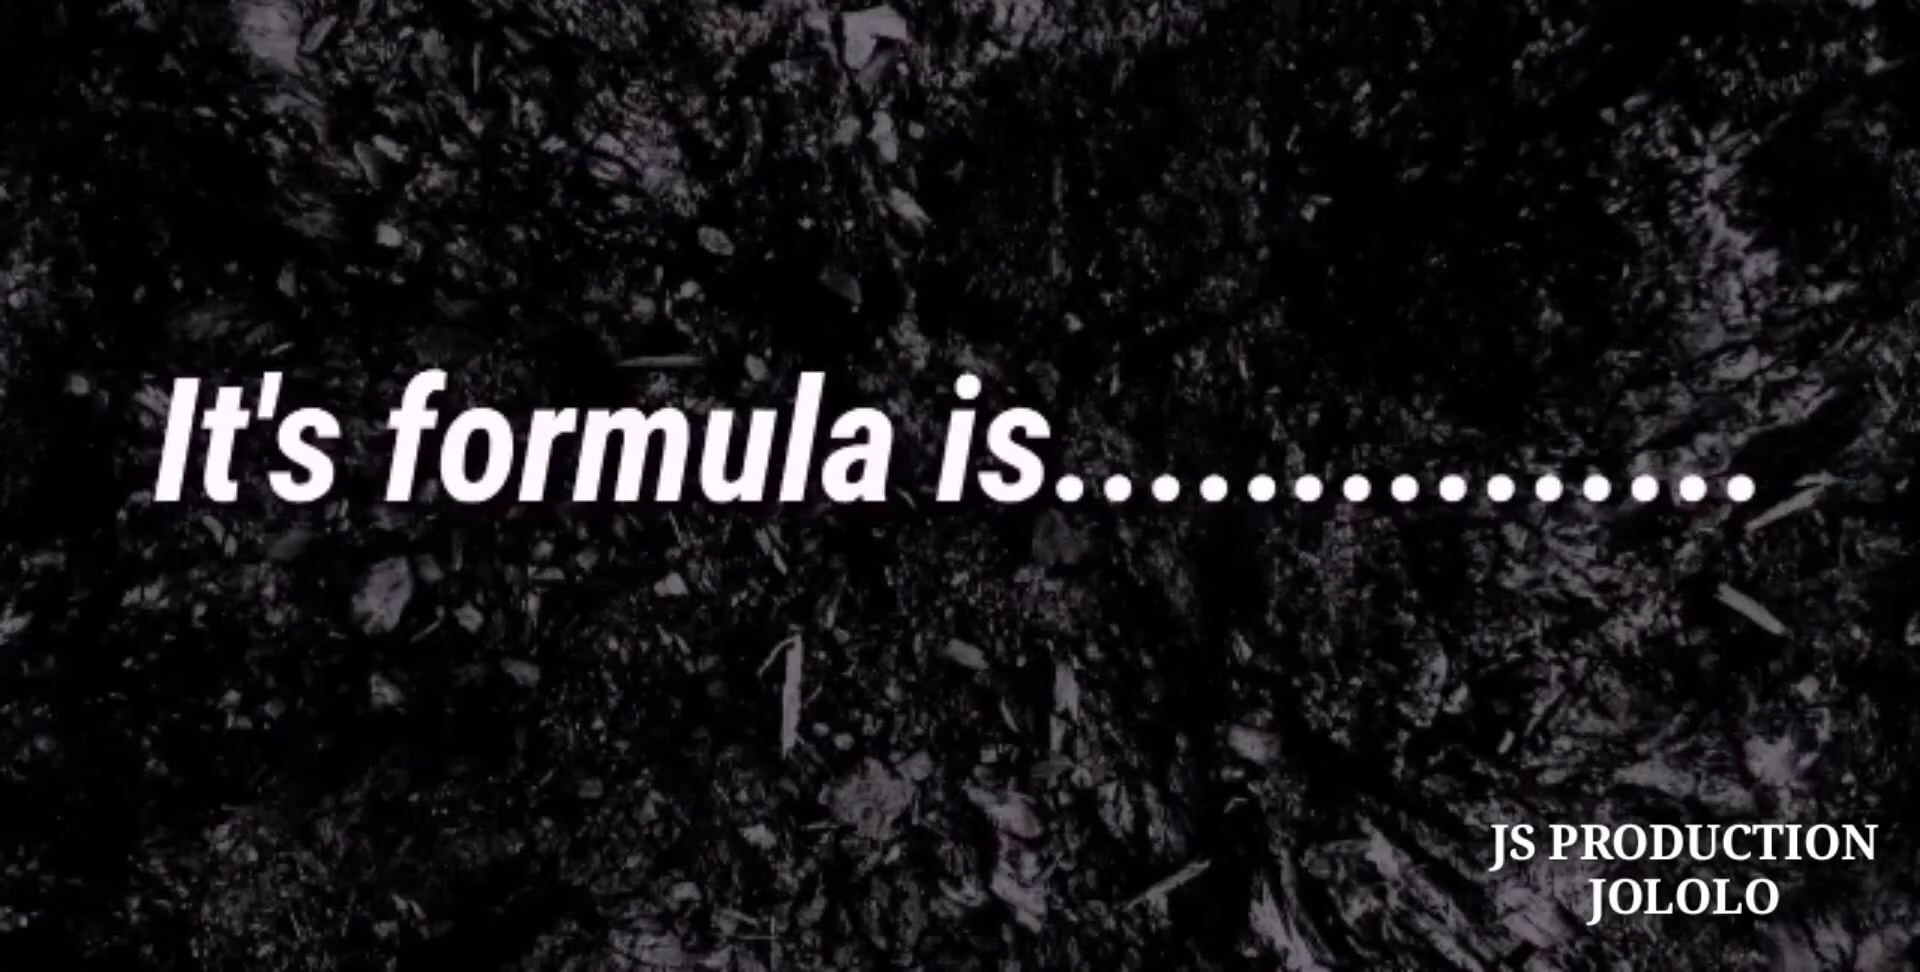 It's formula is...............
JS PRODUCTION
JOLOLO